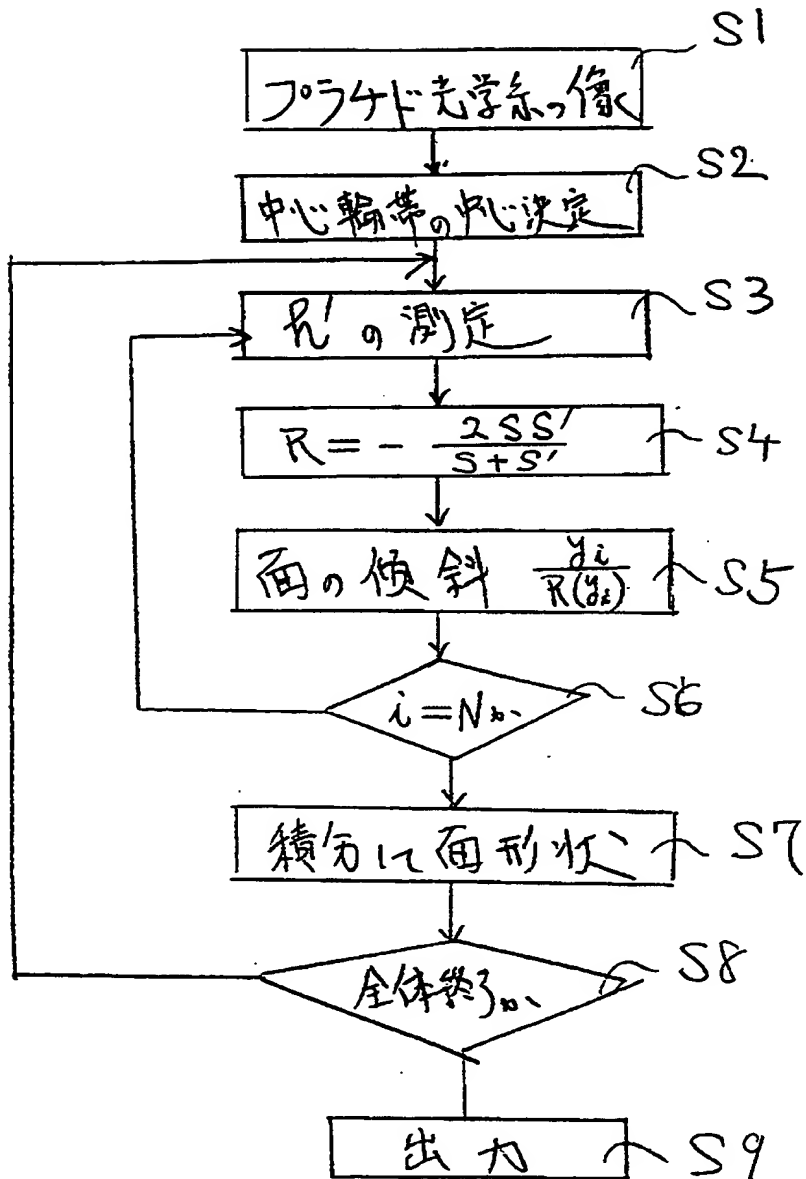 S1
プラチド光学系の像
S2
中心輪帯の中心決定
S3
h'の測定
R = - 2SS' / S+S'
S4
面の傾斜 yi / R(yi)
S5
i=Nか
S6
積分して面形状へ
S7
全体終了か
S8
出力
S9